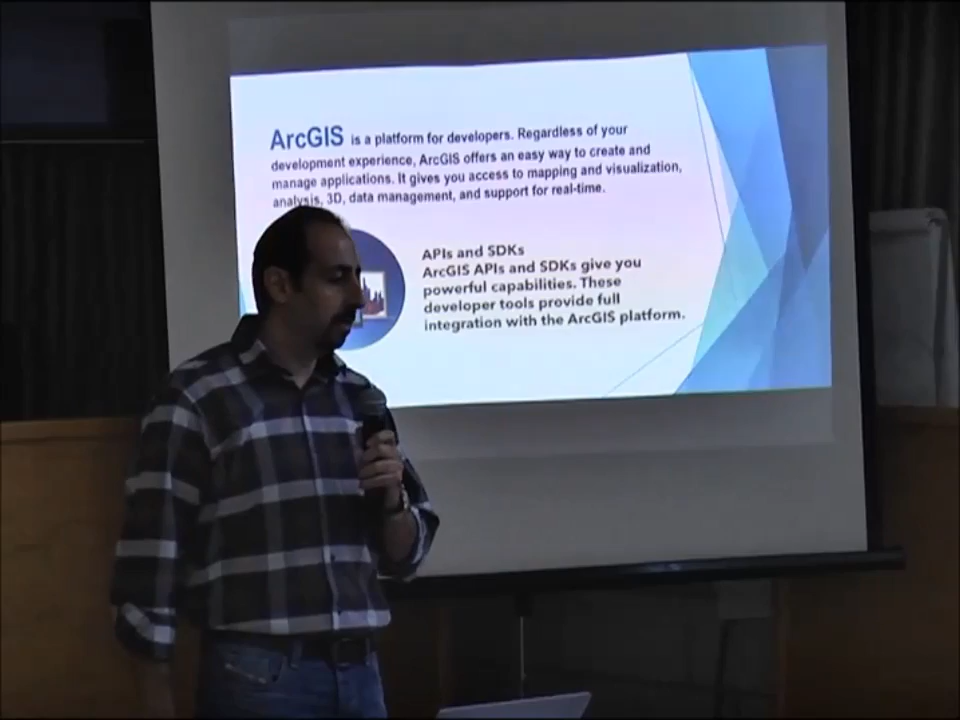 ArcGIS is a platform for developers. Regardless of your
development experience, ArcGIS offers an easy way to create and
manage applications. It gives you access to mapping and visualization,
analysis, 3D, data management, and support for real-time.
APIs and SDKs
ArcGIS APIs and SDKs give you
powerful capabilities. These
developer tools provide full
integration with the ArcGIS platform.